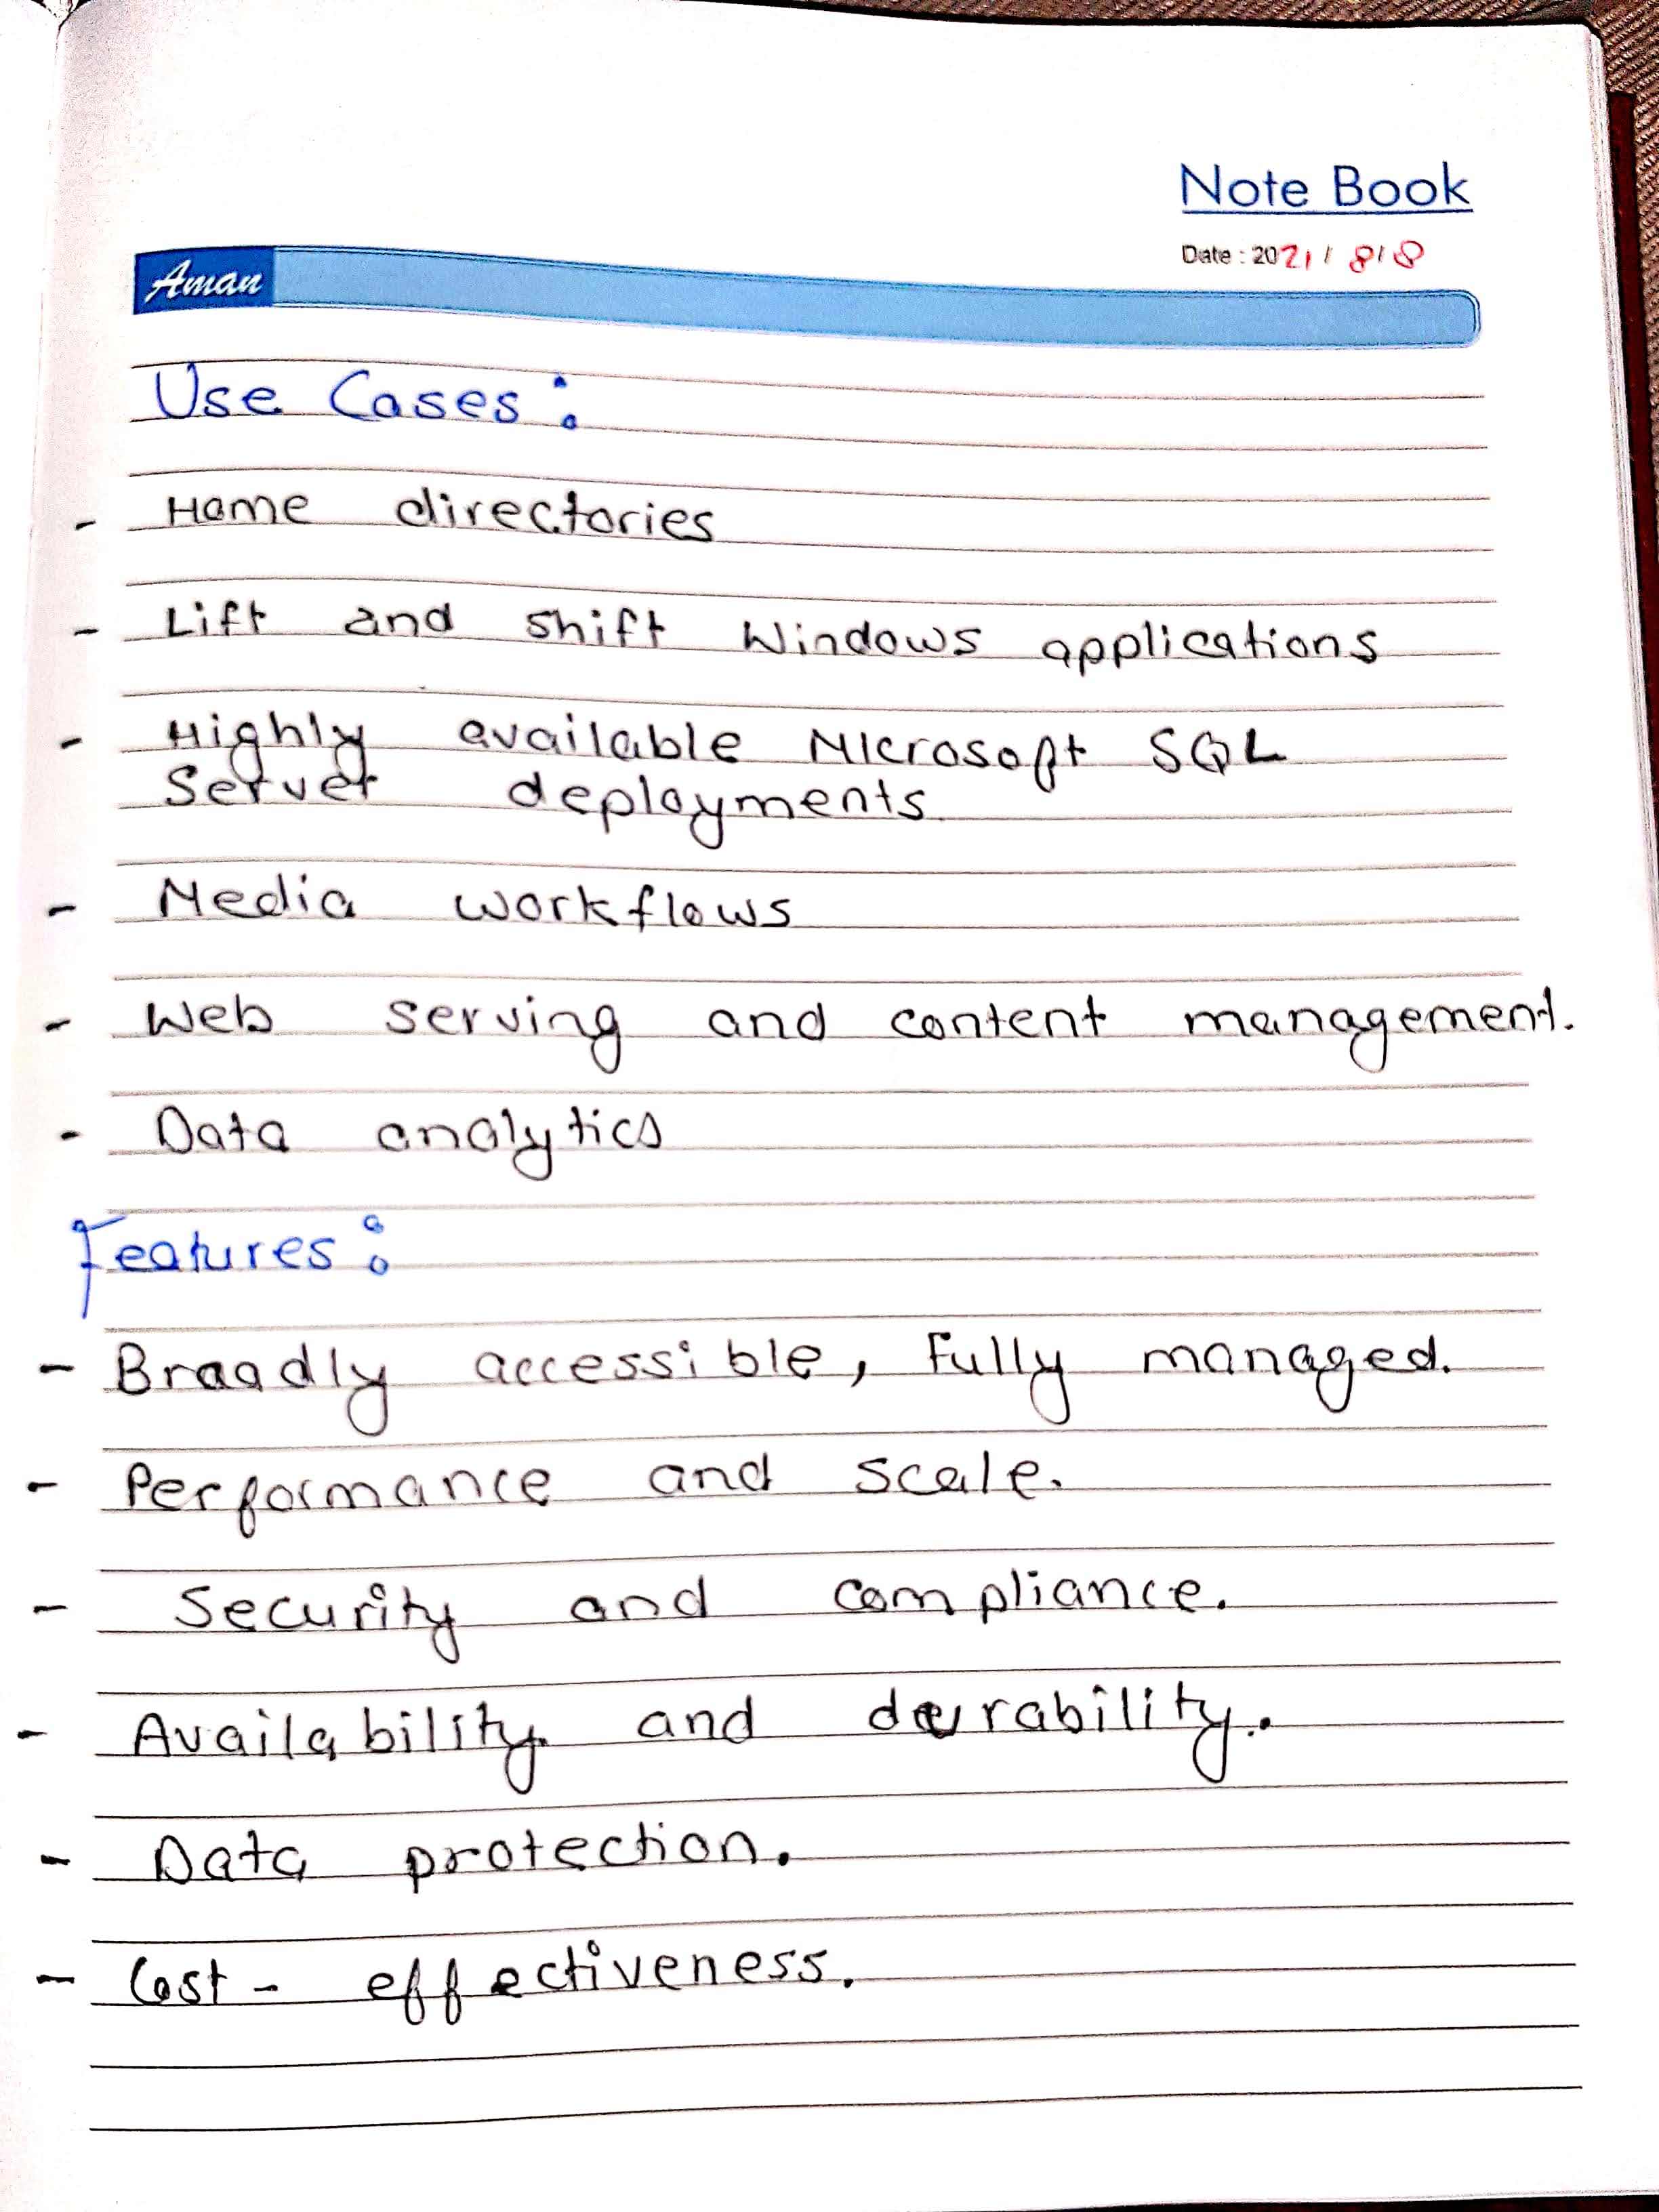 Note Book
Date : 2021 / 8 / 8
Aman
Use Cases :
- Home directories
- Lift and shift Windows applications
- Highly available Microsoft SQL
Server deployments
- Media workflows
- Web serving and content management.
- Data analytics
Features :
- Broadly accessible, Fully managed.
- Performance and scale.
- Security and compliance.
- Availability and durability.
- Data protection.
- Cost - effectiveness.